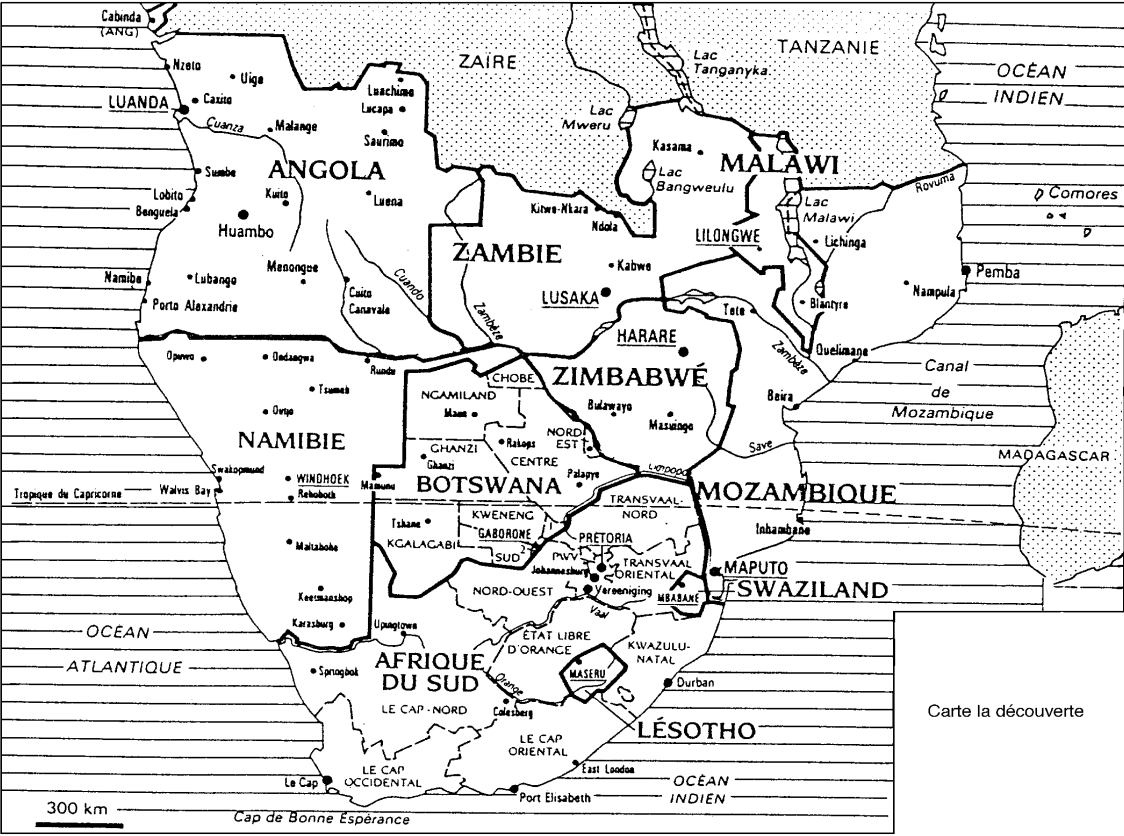 Cabinda
(ANG)
ZAIRE
TANZANIE
Lac
Tanganyka
OCÉAN
INDIEN
Nzeto
Uige
Luachimo
Lucapa
LUANDA
Caxito
Cuanza
Malange
Saurimo
Lac
Mweru
Kasama
MALAWI
ANGOLA
Lac
Bangweulu
Sumbe
Lobito
Benguela
Kuito
Luena
Huambo
Kitwe-Nkara
Ndola
LILONGWE
Lac
Malawi
Rovuma
Comores
Lichinga
ZAMBIE
Kabwe
Pemba
Namibe
Lubango
Menongue
Cuito
Canavale
Cuando
Porto Alexandrie
LUSAKA
Nampula
Blantyre
Tete
Zambèze
HARARE
Zambèze
Quelimane
Opuwo
Ondangwa
Rundu
Canal
de
Mozambique
CHOBE
ZIMBABWÉ
NGAMILAND
Tsumeb
Maun
Bulawayo
Masvingo
Beira
Ovijo
NAMIBIE
NORD
EST
Rakops
GHANZI
Ghanzi
CENTRE
Save
MADAGASCAR
Swakopmund
WINDHOEK
Mamuno
Palapye
Limpopo
BOTSWANA
MOZAMBIQUE
Tropique du Capricorne
Walvis Bay
Rehoboth
TRANSVAAL-
NORD
KWENENG
GABORONE
Tshane
KGALAGABI
SUD
2
PRÉTORIA
Inhambane
Maltahohe
PWV
Johannesburg
TRANSVAAL
ORIENTAL
MAPUTO
Keetmanshop
NORD-OUEST
Vereeniging
MBABANE
SWAZILAND
Vaal
Karasburg
Upingtown
OCÉAN
ATLANTIQUE
ÉTAT LIBRE
D'ORANGE
KWAZULU-
NATAL
AFRIQUE
DU SUD
Springbok
MASERU
Orange
Durban
LE CAP-NORD
Colesberg
Carte la découverte
LÉSOTHO
LE CAP
ORIENTAL
East London
LE CAP
OCCIDENTAL
Le Cap
OCÉAN
INDIEN
Port Elisabeth
300 km
Cap de Bonne Espérance